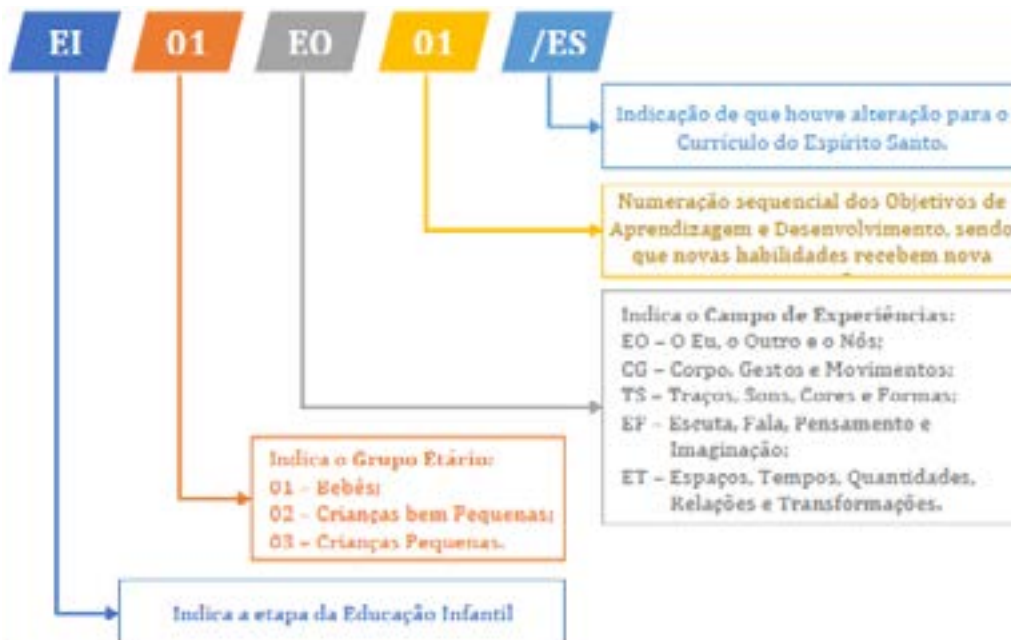 EI 01 EO 01 /ES
Indicação de que houve alteração para o
Currículo do Espírito Santo.
Numeração sequencial dos Objetivos de
Aprendizagem e Desenvolvimento, sendo
que novas habilidades recebem nova
Indica o Campo de Experiências:
EO – O Eu, o Outro e o Nós;
CG – Corpo, Gestos e Movimentos;
TS – Traços, Sons, Cores e Formas;
EF – Escuta, Fala, Pensamento e
Imaginação;
ET – Espaços, Tempos, Quantidades,
Relações e Transformações.
Indica o Grupo Etário:
01 – Bebês;
02 – Crianças bem Pequenas;
03 – Crianças Pequenas.
Indica a etapa da Educação Infantil